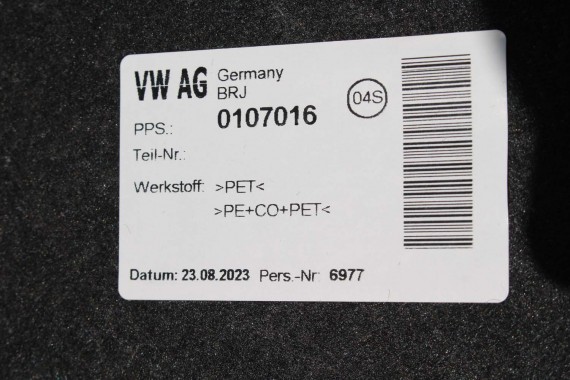 VW AG Germany
BRJ
04S
PPS.: 0107016
Teil-Nr.:
Werkstoff: >PET<
>PE+CO+PET<
Datum: 23.08.2023 Pers.-Nr: 6977